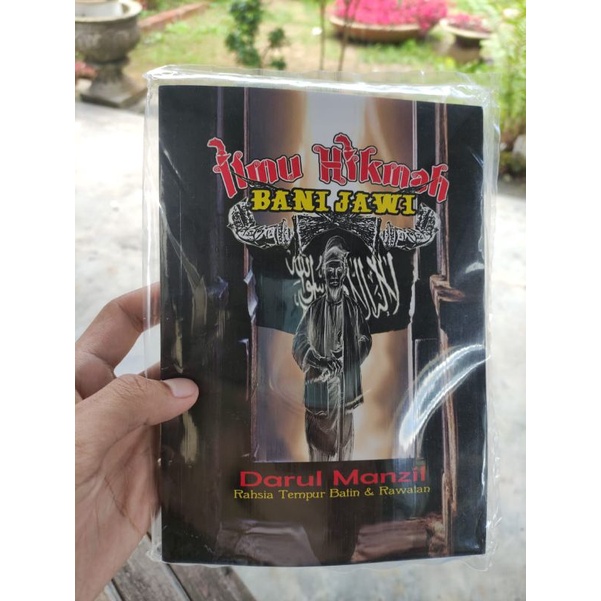 Ilmu Hikmah
BANI JAWI
Darul Manzil
Rahsia Tempur Batin & Rawatan